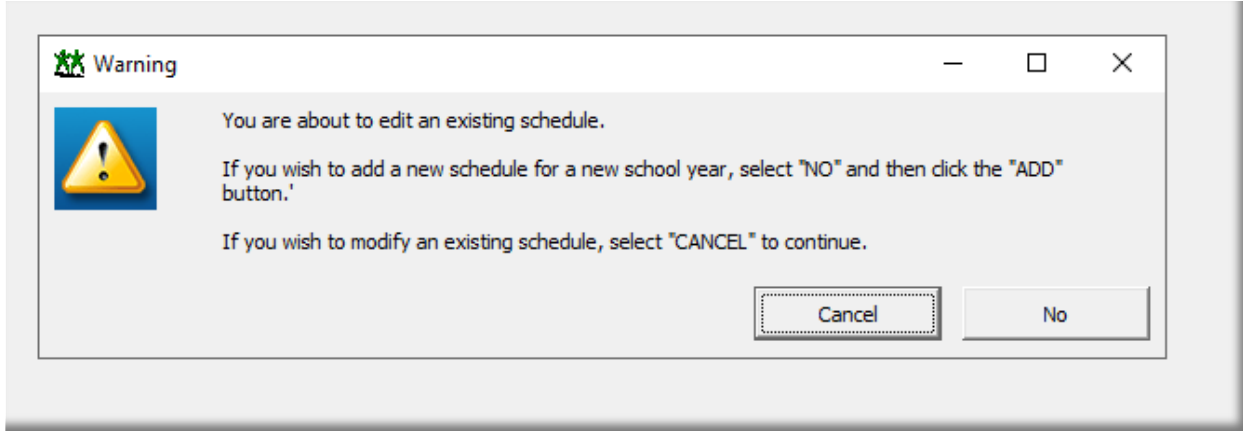 Warning
You are about to edit an existing schedule.
If you wish to add a new schedule for a new school year, select "NO" and then click the "ADD"
button.'
If you wish to modify an existing schedule, select "CANCEL" to continue.
Cancel
No